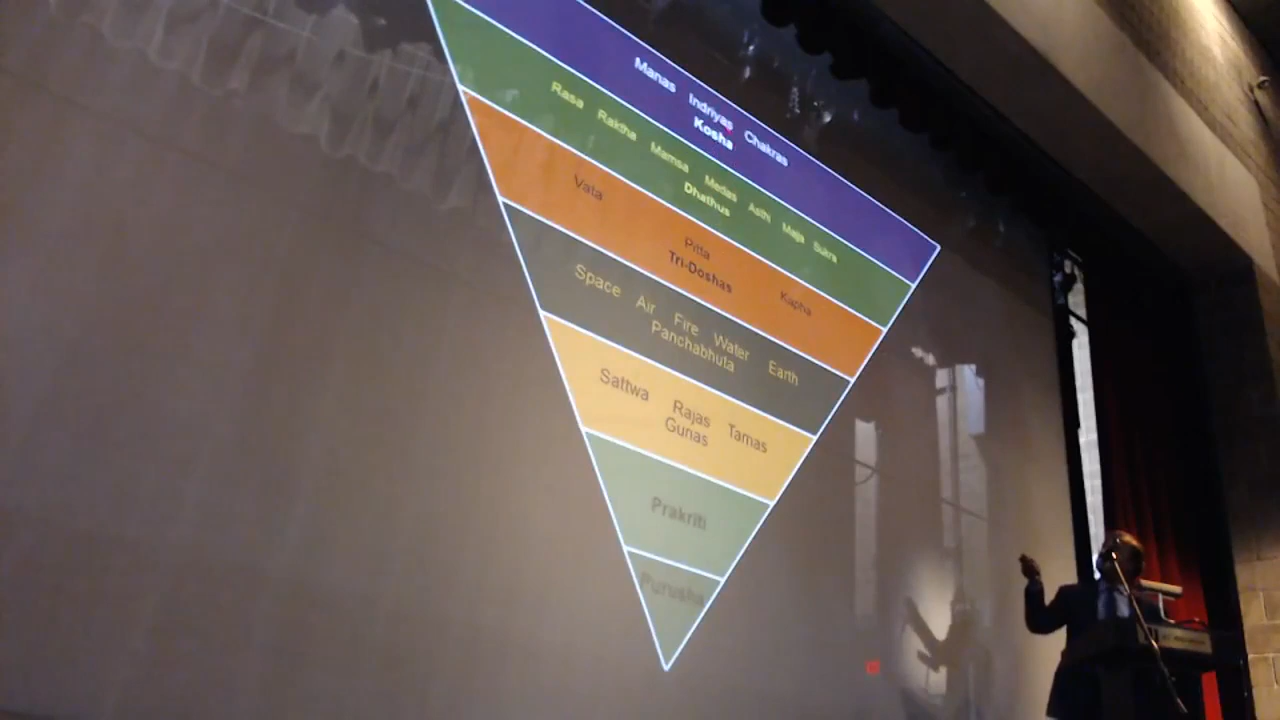 Manas Indriyas Chakras
Kosha
Rasa Raktha Mamsa Medas Asthi Maja Sukra
Dhathus
Vata Pitta Kapha
Tri-Doshas
Space Air Fire Water Earth
Panchabhuta
Sattwa Rajas Tamas
Gunas
Prakriti
Purusha